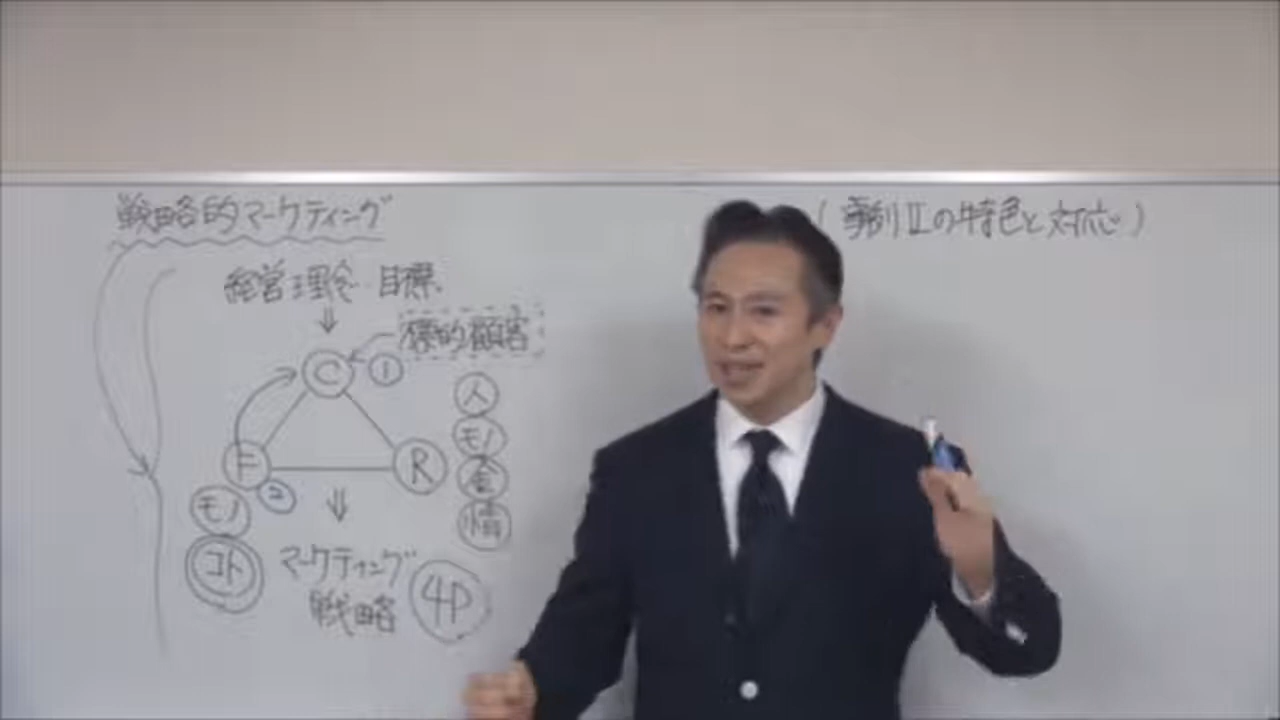 戦略的マーケティング
(事例Ⅱの特色と対応)
経営理念 目標
標的顧客
C ①
人
モノ
F R
金
②
モノ
情
コト
マーケティング
戦略 4P